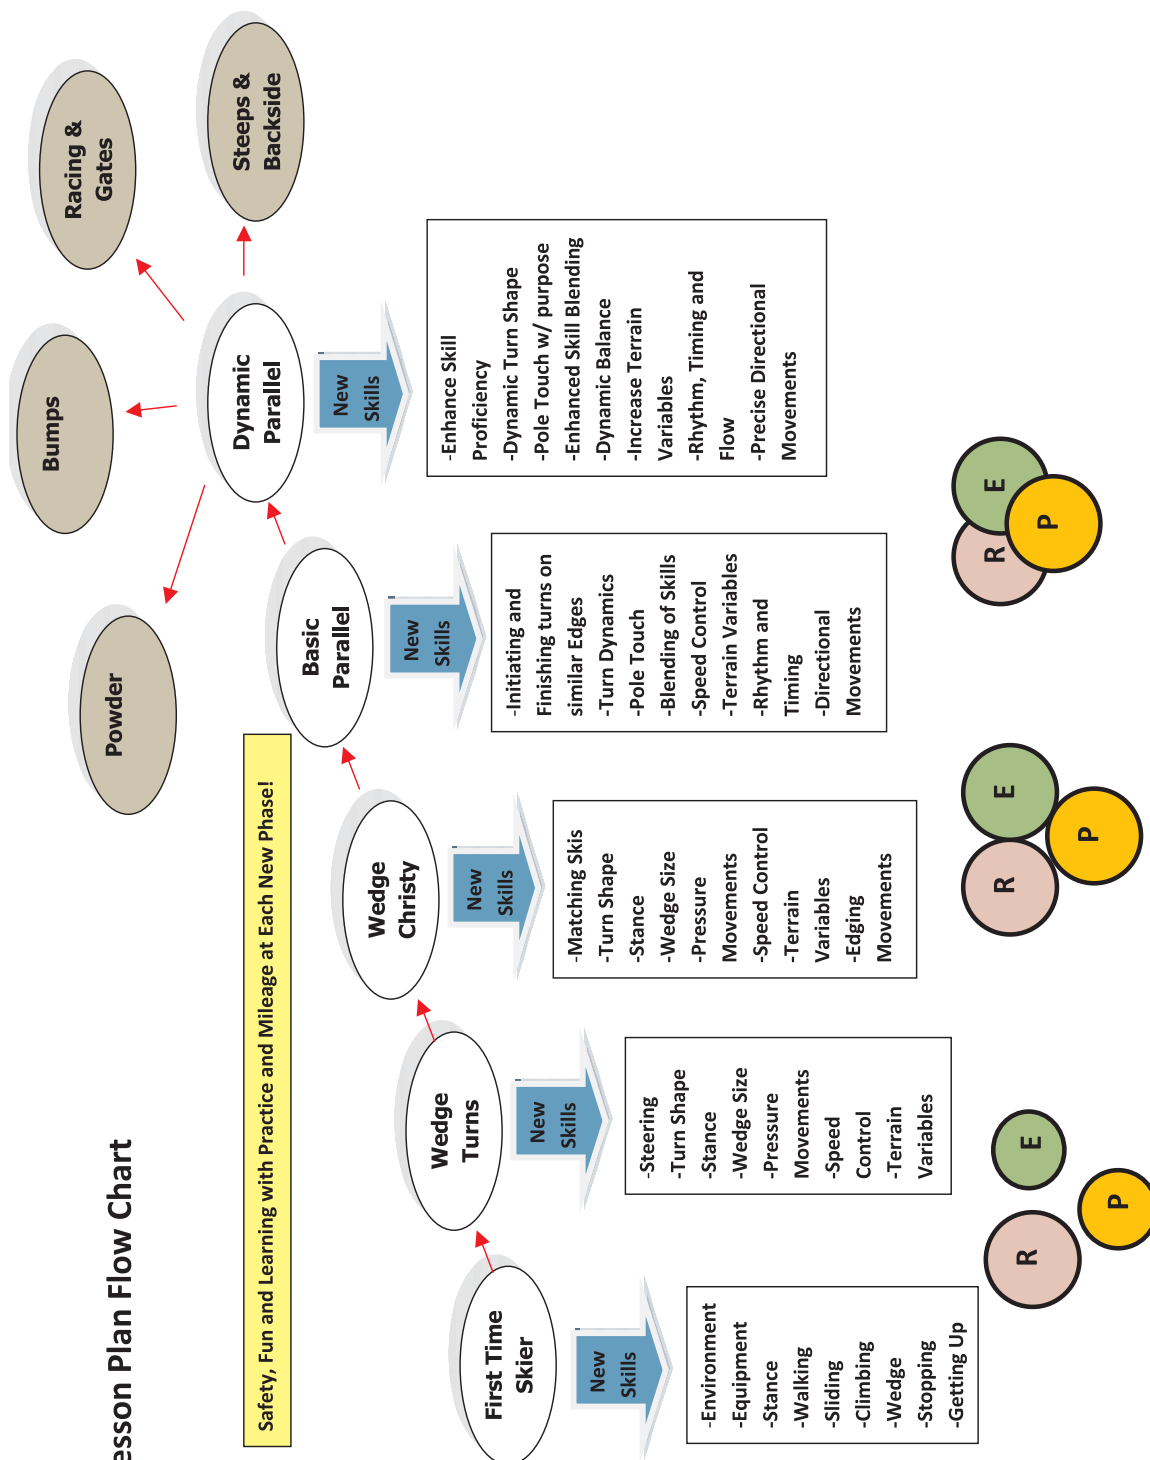 esson Plan Flow Chart
Safety, Fun and Learning with Practice and Mileage at Each New Phase!
Powder
Bumps
Racing &
Gates
Steeps &
Backside
First Time
Skier
Wedge
Turns
Wedge
Christy
Basic
Parallel
Dynamic
Parallel
New
Skills
-Environment
-Equipment
-Stance
-Walking
-Sliding
-Climbing
-Wedge
-Stopping
-Getting Up
New
Skills
-Steering
-Turn Shape
-Stance
-Wedge Size
-Pressure
Movements
-Speed
Control
-Terrain
Variables
New
Skills
-Matching Skis
-Turn Shape
-Stance
-Wedge Size
-Pressure
Movements
-Speed Control
-Terrain
Variables
-Edging
Movements
New
Skills
-Initiating and
Finishing turns on
similar Edges
-Turn Dynamics
-Pole Touch
-Blending of Skills
-Speed Control
-Terrain Variables
-Rhythm and
Timing
-Directional
Movements
New
Skills
-Enhance Skill
Proficiency
-Dynamic Turn Shape
-Pole Touch w/ purpose
-Enhanced Skill Blending
-Dynamic Balance
-Increase Terrain
Variables
-Rhythm, Timing and
Flow
-Precise Directional
Movements
R
E
P
R
E
P
R
E
P